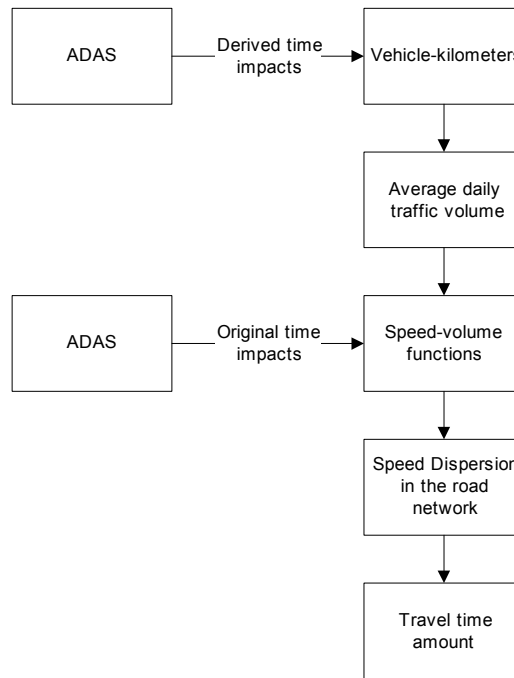 ADAS
Derived time
impacts
Vehicle-kilometers
Average daily
traffic volume
ADAS
Original time
impacts
Speed-volume
functions
Speed Dispersion
in the road
network
Travel time
amount